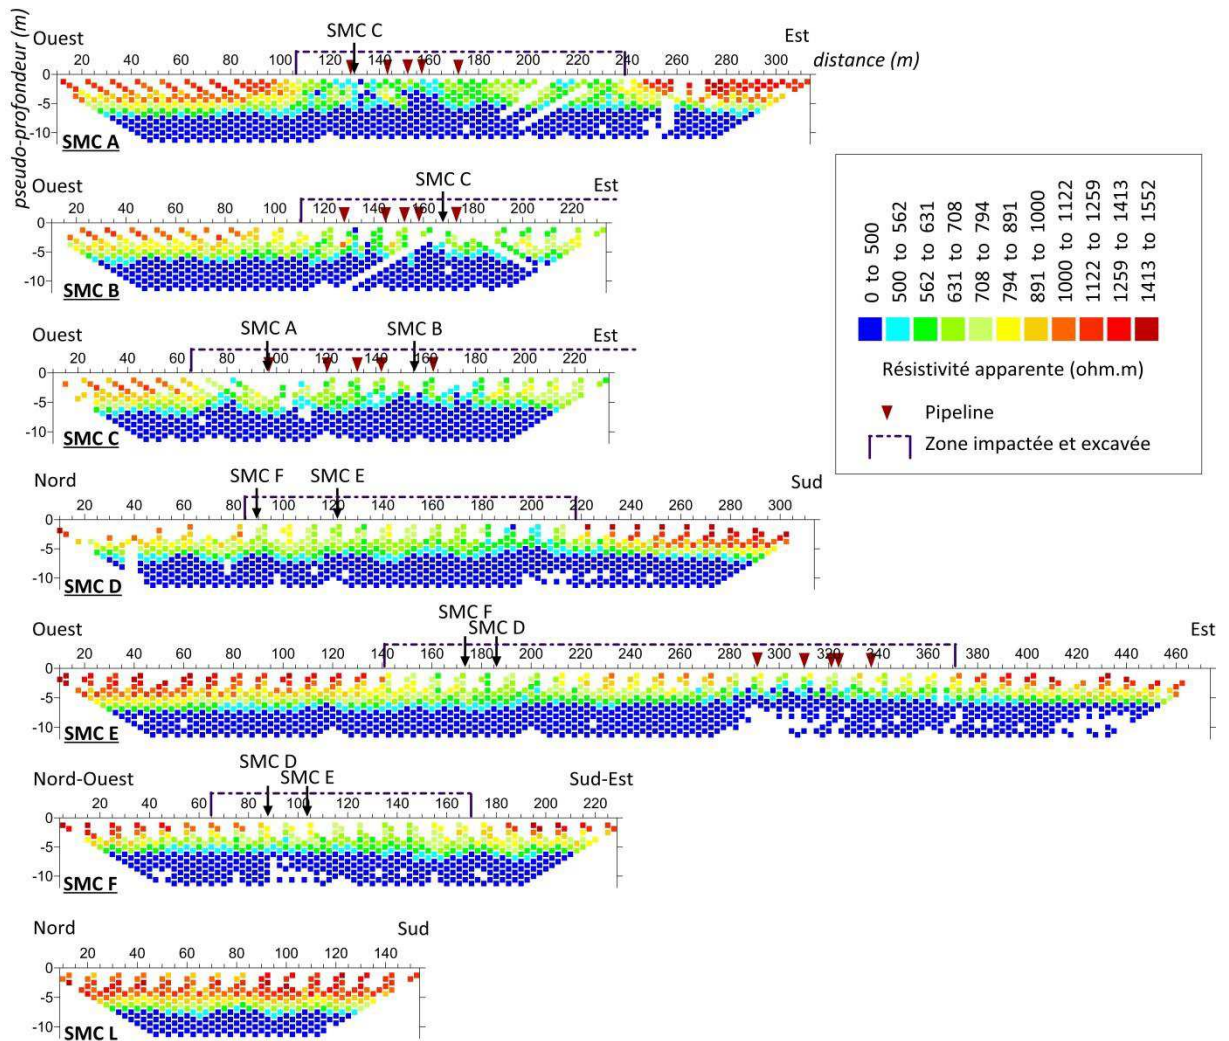 pseudo-profondeur (m)
SMC C
Ouest
Est
20 40 60 80 100 120 140 160 180 200 220 240 260 280 300
distance (m)
0
-5
-10
SMC A
Ouest
SMC C
Est
20 40 60 80 100 120 140 160 180 200 220
0
-5
-10
SMC B
Ouest
SMC A
SMC B
Est
20 40 60 80 100 120 140 160 180 200 220
0
-5
-10
SMC C
Nord
SMC F
SMC E
Sud
20 40 60 80 100 120 140 160 180 200 220 240 260 280 300
0
-5
-10
SMC D
SMC F
Ouest
SMC D
Est
20 40 60 80 100 120 140 160 180 200 220 240 260 280 300 320 340 360 380 400 420 440 460
0
-5
-10
SMC E
SMC D
Nord-Ouest
SMC E
Sud-Est
20 40 60 80 100 120 140 160 180 200 220
0
-5
-10
SMC F
Nord
Sud
20 40 60 80 100 120 140
0
-5
-10
SMC L
0 to 500
500 to 562
562 to 631
631 to 708
708 to 794
794 to 891
891 to 1000
1000 to 1122
1122 to 1259
1259 to 1413
1413 to 1552
Résistivité apparente (ohm.m)
Pipeline
Zone impactée et excavée